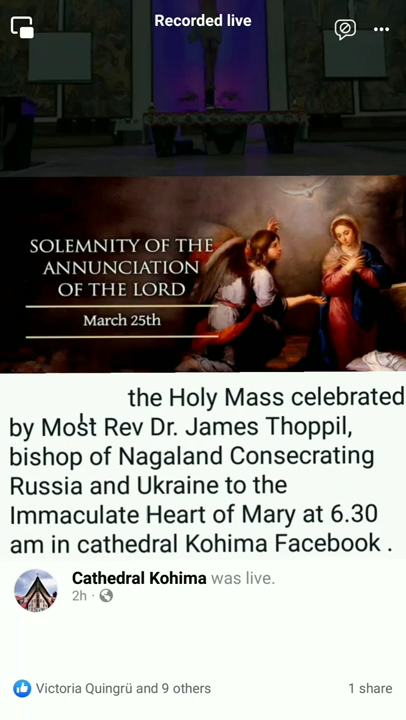 Recorded live
SOLEMNITY OF THE
ANNUNCIATION
OF THE LORD
March 25th
the Holy Mass celebrated
by Most Rev Dr. James Thoppil,
bishop of Nagaland Consecrating
Russia and Ukraine to the
Immaculate Heart of Mary at 6.30
am in cathedral Kohima Facebook .
Cathedral Kohima was live.
2h ·
Victoria Quingrü and 9 others
1 share